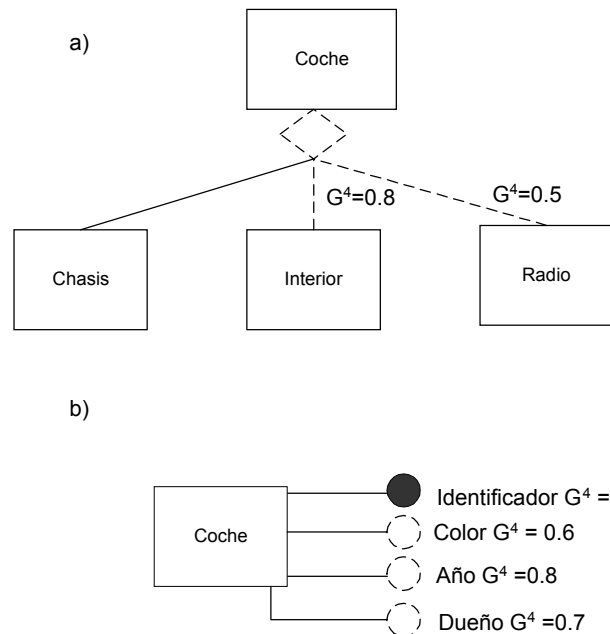 a)
Coche
G⁴=0.8
G⁴=0.5
Chasis
Interior
Radio
b)
Coche
Identificador G⁴ =
Color G⁴ = 0.6
Año G⁴ =0.8
Dueño G⁴ =0.7